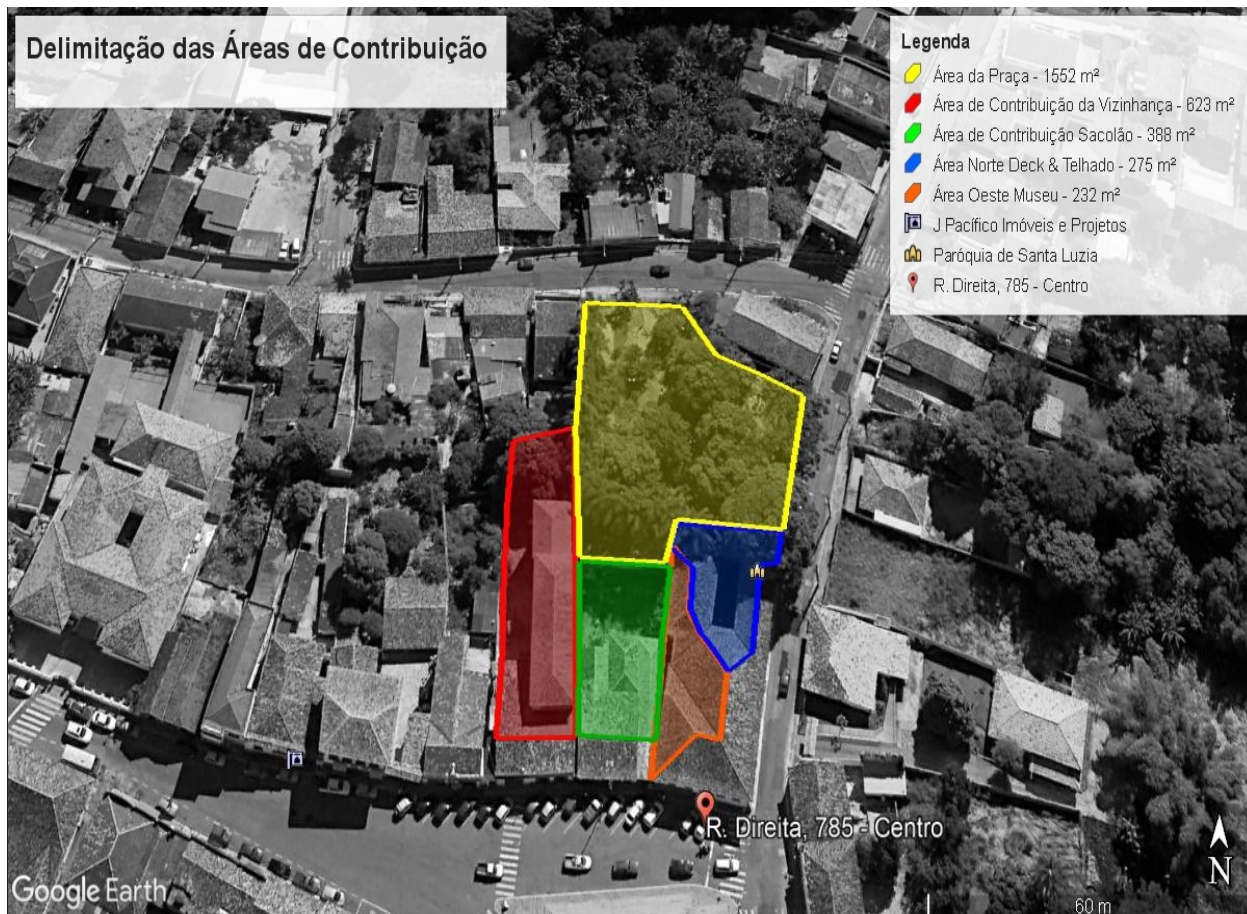 Delimitação das Áreas de Contribuição
Legenda
Área da Praça - 1552 m²
Área de Contribuição da Vizinhança - 623 m²
Área de Contribuição Sacolão - 388 m²
Área Norte Deck & Telhado - 275 m²
Área Oeste Museu - 232 m²
J Pacífico Imóveis e Projetos
Paróquia de Santa Luzia
R. Direita, 785 - Centro
R. Direita, 785 - Centro
Google Earth
N
60 m